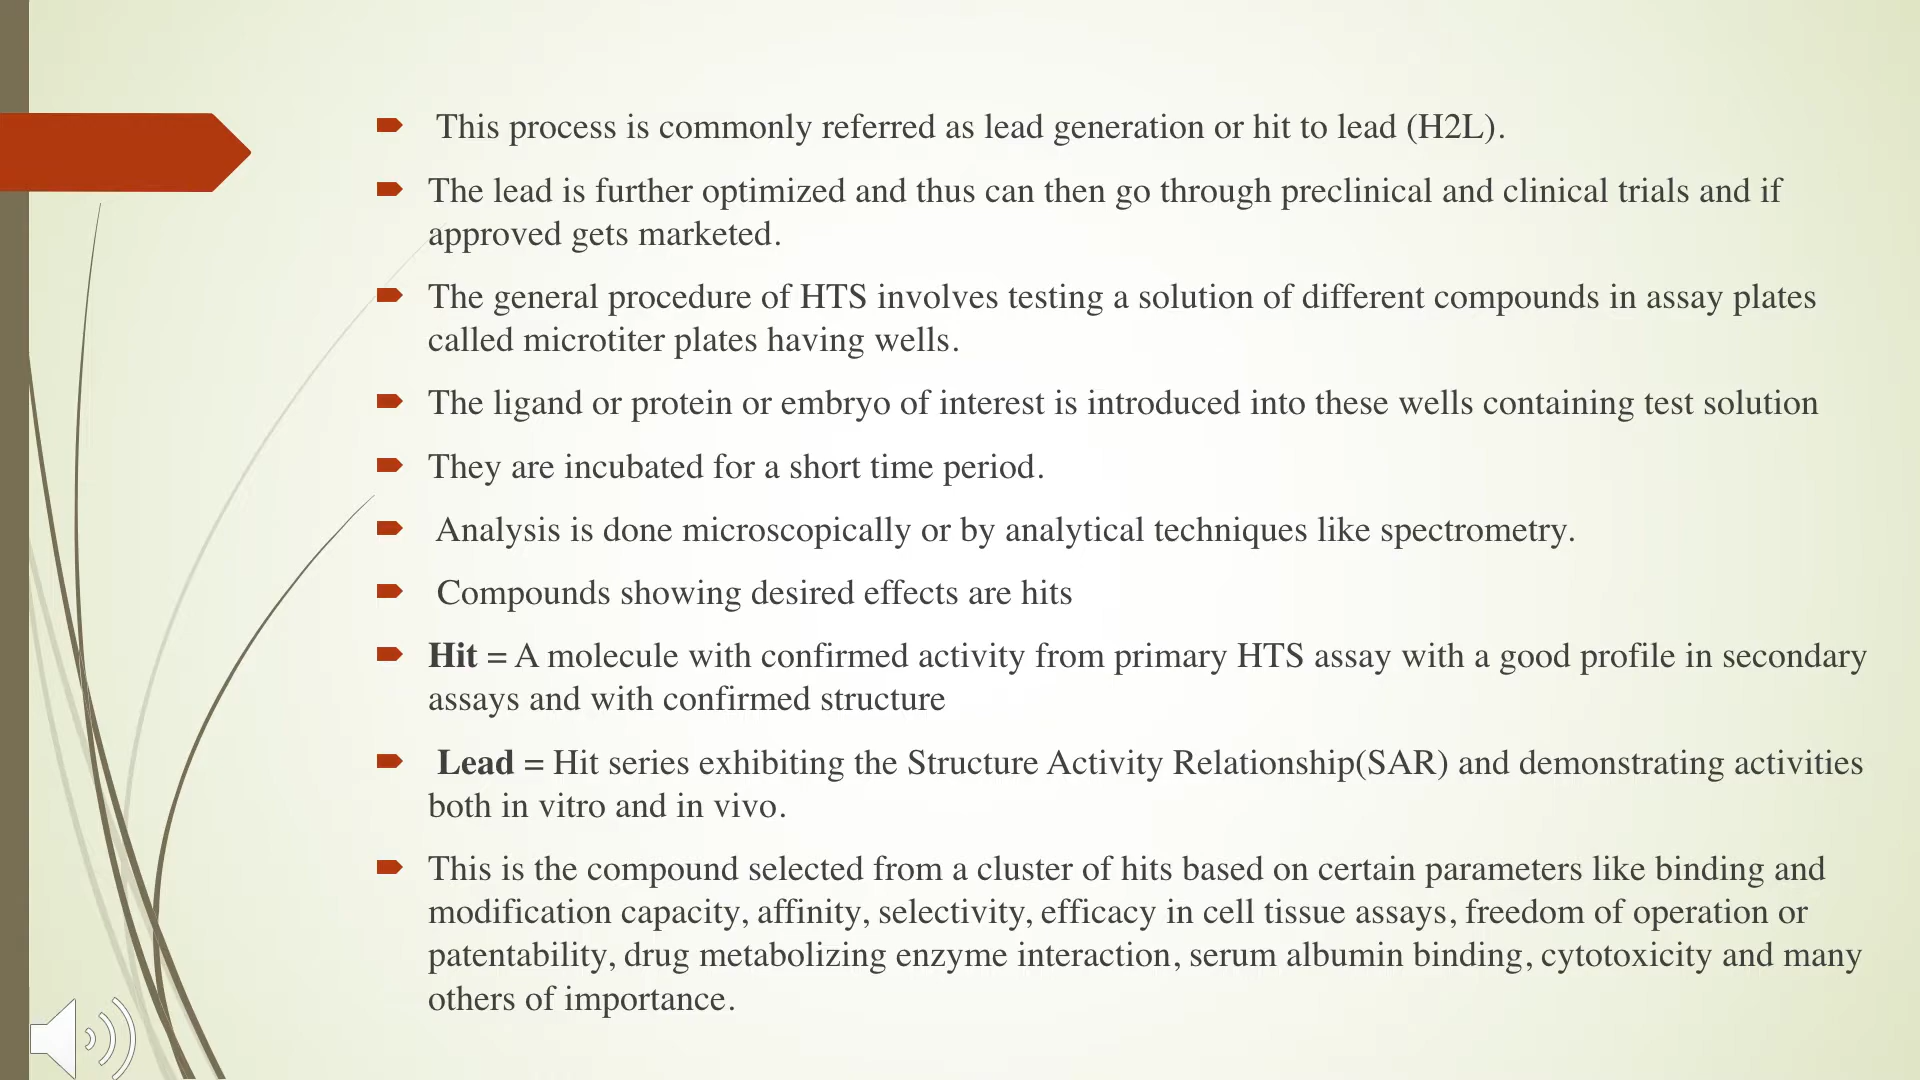 This process is commonly referred as lead generation or hit to lead (H2L).
The lead is further optimized and thus can then go through preclinical and clinical trials and if
approved gets marketed.
The general procedure of HTS involves testing a solution of different compounds in assay plates
called microtiter plates having wells.
The ligand or protein or embryo of interest is introduced into these wells containing test solution
They are incubated for a short time period.
Analysis is done microscopically or by analytical techniques like spectrometry.
Compounds showing desired effects are hits
Hit = A molecule with confirmed activity from primary HTS assay with a good profile in secondary
assays and with confirmed structure
Lead = Hit series exhibiting the Structure Activity Relationship(SAR) and demonstrating activities
both in vitro and in vivo.
This is the compound selected from a cluster of hits based on certain parameters like binding and
modification capacity, affinity, selectivity, efficacy in cell tissue assays, freedom of operation or
patentability, drug metabolizing enzyme interaction, serum albumin binding, cytotoxicity and many
others of importance.